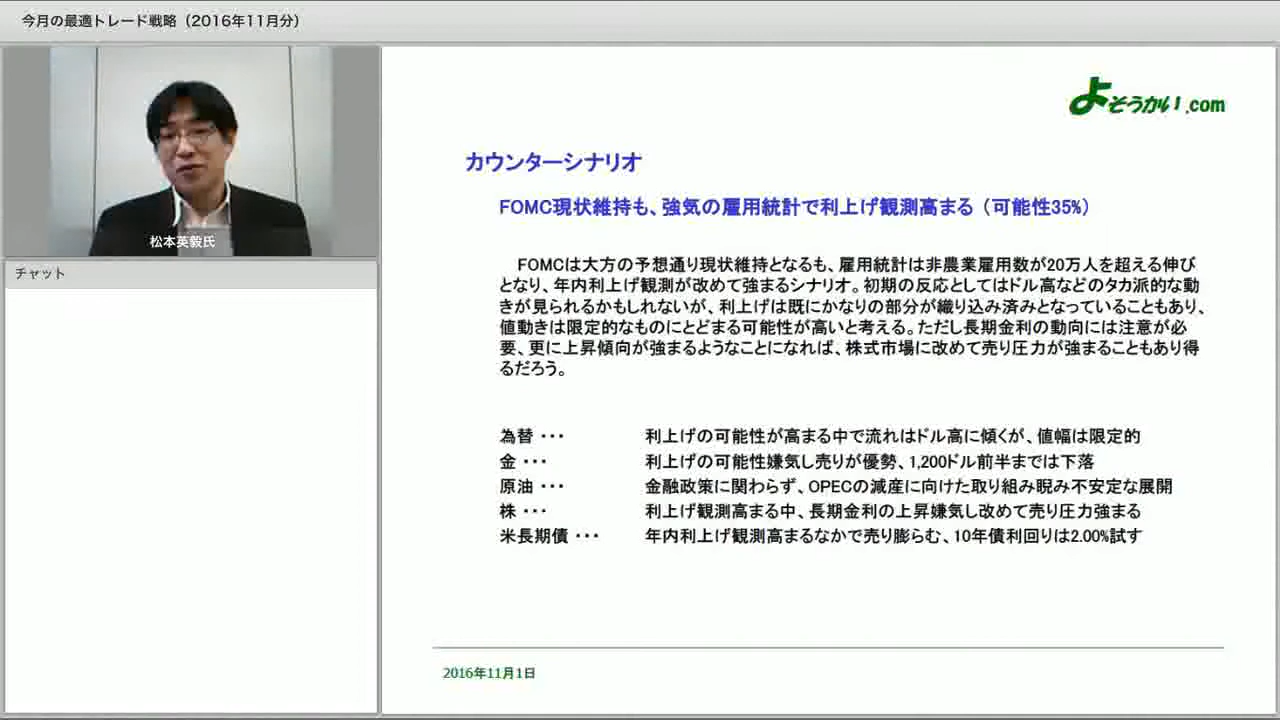 今月の最適トレード戦略（2016年11月分）
松本英毅氏
チャット
よそうかい.com
カウンターシナリオ
FOMC現状維持も、強気の雇用統計で利上げ観測高まる（可能性35%）
FOMCは大方の予想通り現状維持となるも、雇用統計は非農業雇用数が20万人を超える伸び
となり、年内利上げ観測が改めて強まるシナリオ。初期の反応としてはドル高などのタカ派的な動
きが見られるかもしれないが、利上げは既にかなりの部分が織り込み済みとなっていることもあり、
値動きは限定的なものにとどまる可能性が高いと考える。ただし長期金利の動向には注意が必
要、更に上昇傾向が強まるようなことになれば、株式市場に改めて売り圧力が強まることもあり得
るだろう。
為替 ･･･ 利上げの可能性が高まる中で流れはドル高に傾くが、値幅は限定的
金 ･･･ 利上げの可能性嫌気し売りが優勢、1,200ドル前半までは下落
原油 ･･･ 金融政策に関わらず、OPECの減産に向けた取り組み睨み不安定な展開
株 ･･･ 利上げ観測高まる中、長期金利の上昇嫌気し改めて売り圧力強まる
米長期債 ･･･ 年内利上げ観測高まるなかで売り膨らむ、10年債利回りは2.00%試す
2016年11月1日